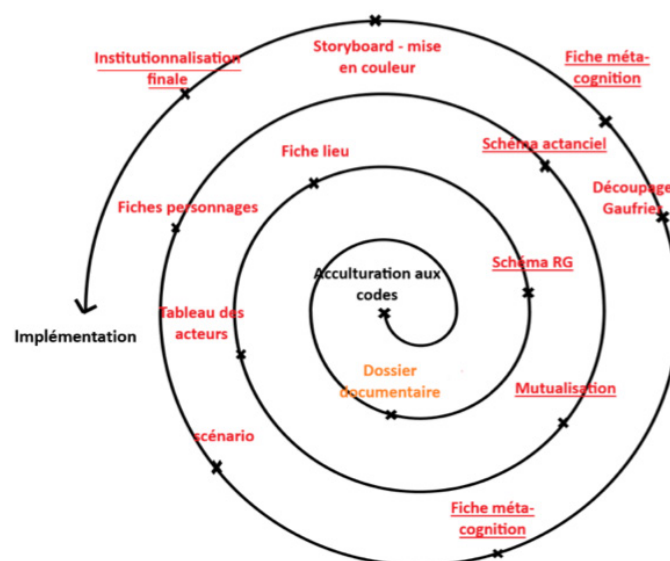 Storyboard - mise
en couleur
Institutionnalisation
finale
Fiche méta-
cognition
Fiche lieu
Schéma actanciel
Découpage
Gaufrier
Fiches personnages
Acculturation aux
codes
Schéma RG
Implémentation
Tableau des
acteurs
Dossier
documentaire
Mutualisation
scénario
Fiche méta-
cognition